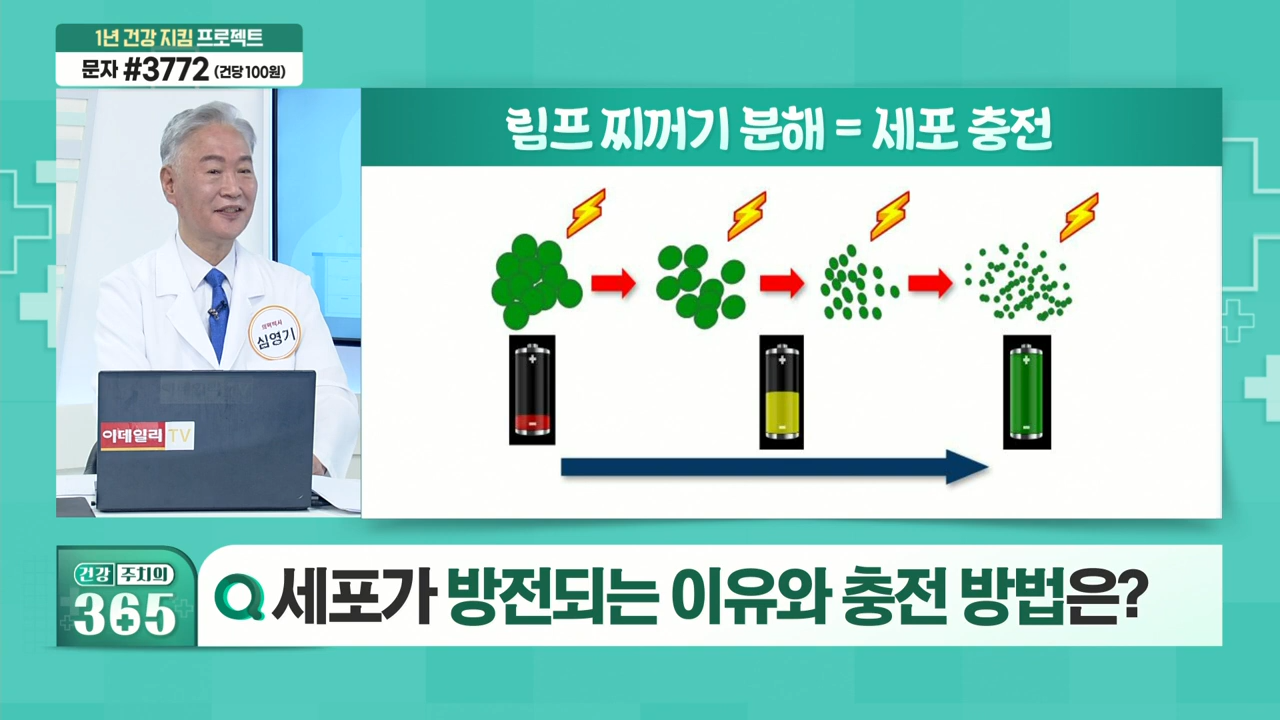 1년 건강 지킴 프로젝트
문자 #3772 (건당 100원)
림프 찌꺼기 분해 = 세포 충전
의학박사
심영기
이데일리 TV
건강 주치의
365
Q 세포가 방전되는 이유와 충전 방법은?